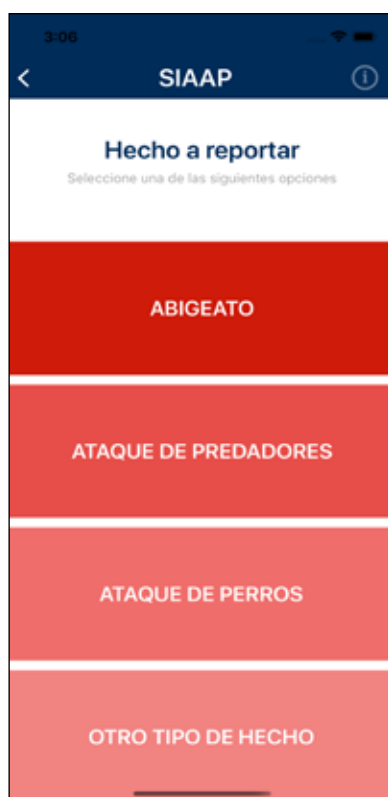 3:06
SIAAP
Hecho a reportar
Seleccione una de las siguientes opciones
ABIGEATO
ATAQUE DE PREDADORES
ATAQUE DE PERROS
OTRO TIPO DE HECHO